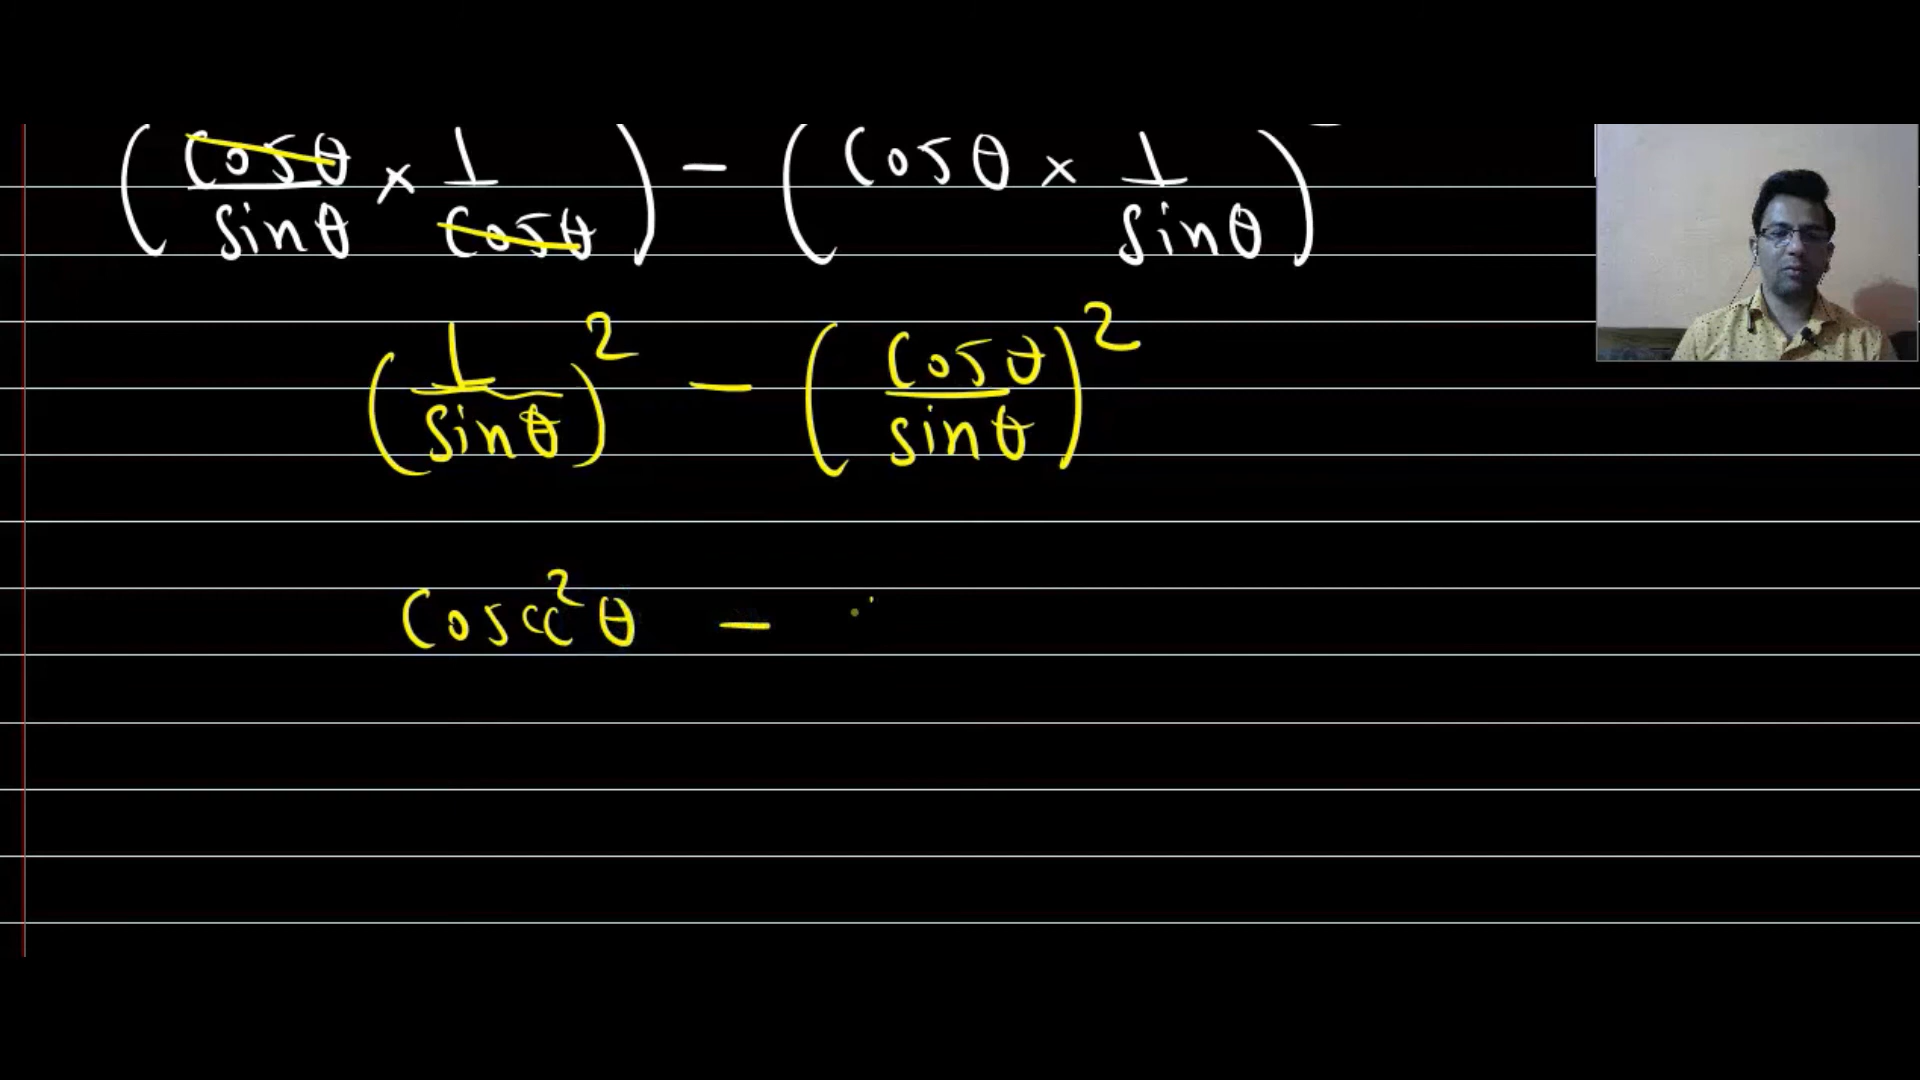 (cosθ/sinθ × 1/cosθ) - (cosθ × 1/sinθ)
(1/sinθ)² - (cosθ/sinθ)²
cosec²θ -